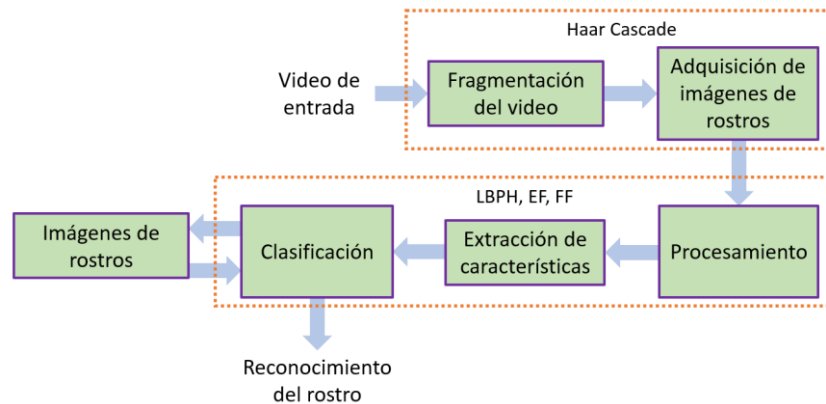 Haar Cascade
Video de
entrada
Fragmentación
del video
Adquisición de
imágenes de
rostros
LBPH, EF, FF
Imágenes de
rostros
Clasificación
Extracción de
características
Procesamiento
Reconocimiento
del rostro